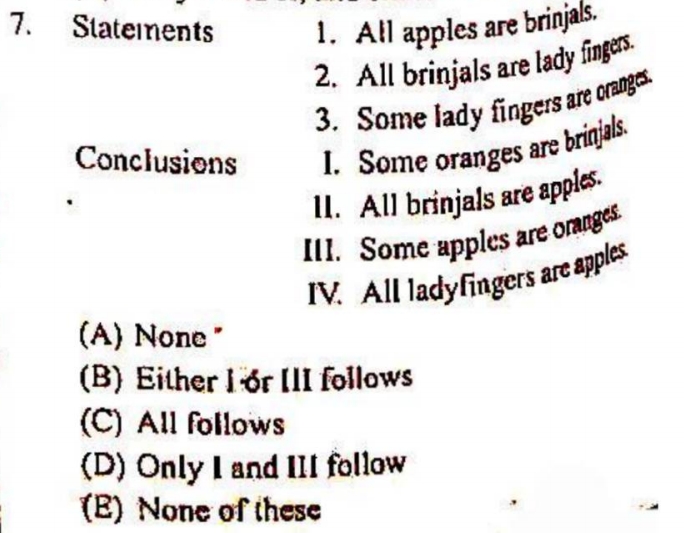 7. Statements 1. All apples are brinjals.
2. All brinjals are lady fingers.
3. Some lady fingers are oranges.
Conclusions I. Some oranges are brinjals.
II. All brinjals are apples.
III. Some apples are oranges.
IV. All ladyfingers are apples.
(A) None
(B) Either I or III follows
(C) All follows
(D) Only I and III follow
(E) None of these